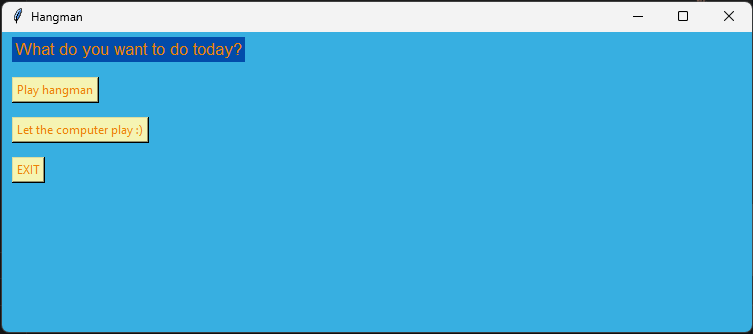 Hangman
What do you want to do today?
Play hangman
Let the computer play :)
EXIT